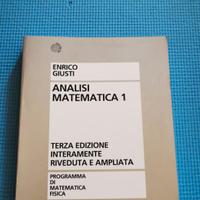 ENRICO
GIUSTI
ANALISI
MATEMATICA 1
TERZA EDIZIONE
INTERAMENTE
RIVEDUTA E AMPLIATA
PROGRAMMA
DI
MATEMATICA
FISICA